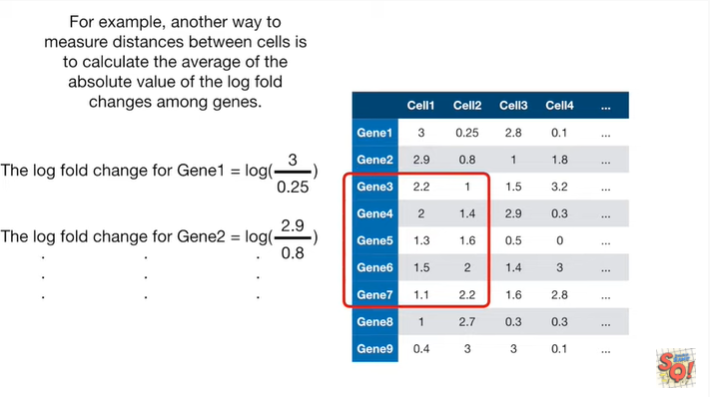 For example, another way to
measure distances between cells is
to calculate the average of the
absolute value of the log fold
changes among genes.
The log fold change for Gene1 = log(3/0.25)
The log fold change for Gene2 = log(2.9/0.8)
. . .
. . .
. . .
Cell1 Cell2 Cell3 Cell4 ...
Gene1 3 0.25 2.8 0.1 ...
Gene2 2.9 0.8 1 1.8 ...
Gene3 2.2 1 1.5 3.2 ...
Gene4 2 1.4 2.9 0.3 ...
Gene5 1.3 1.6 0.5 0 ...
Gene6 1.5 2 1.4 3 ...
Gene7 1.1 2.2 1.6 2.8 ...
Gene8 1 2.7 0.3 0.3 ...
Gene9 0.4 3 3 0.1 ...
SQ!